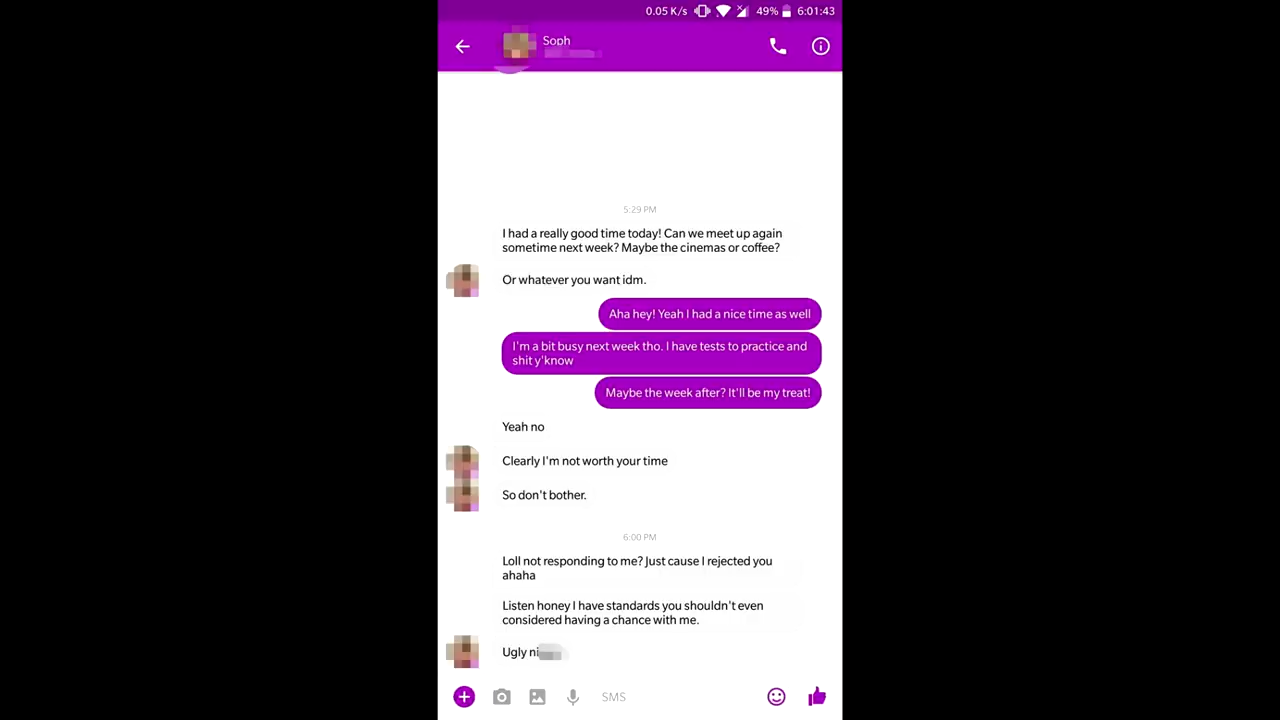 0.05 K/s 49% 6:01:43
Soph
5:29 PM
I had a really good time today! Can we meet up again
sometime next week? Maybe the cinemas or coffee?
Or whatever you want idm.
Aha hey! Yeah I had a nice time as well
I'm a bit busy next week tho. I have tests to practice and
shit y'know
Maybe the week after? It'll be my treat!
Yeah no
Clearly I'm not worth your time
So don't bother.
6:00 PM
Loll not responding to me? Just cause I rejected you
ahaha
Listen honey I have standards you shouldn't even
considered having a chance with me.
Ugly
SMS